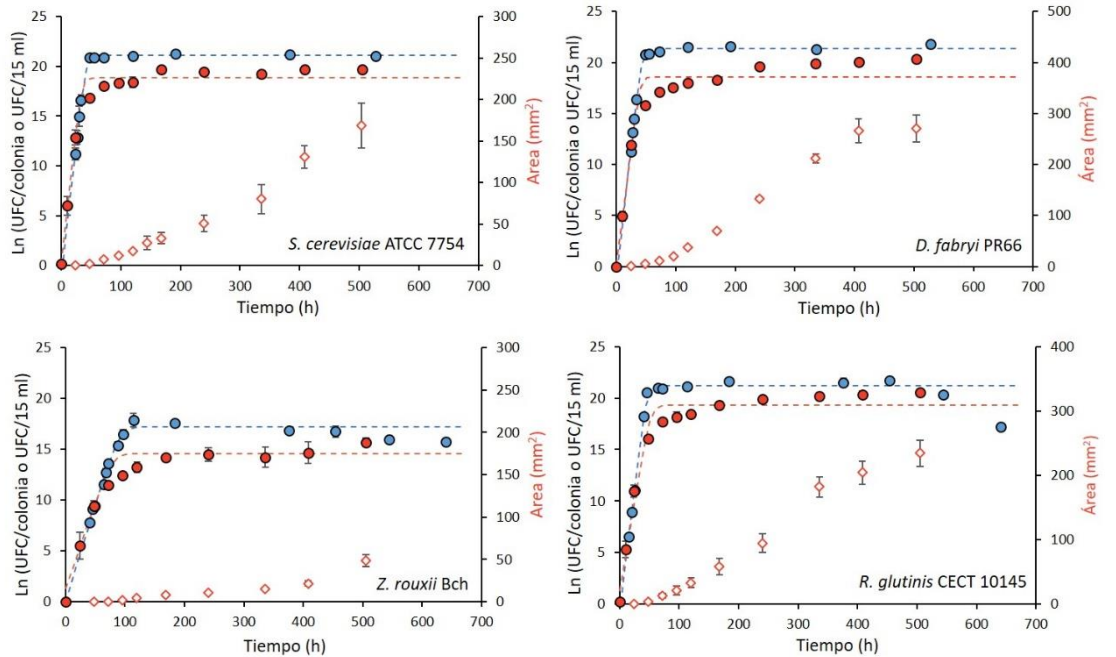 Ln (UFC/colonia o UFC/15 ml)
25
20
15
10
5
0
300
250
200
150
100
50
0
Area (mm²)
S. cerevisiae ATCC 7754
0 100 200 300 400 500 600 700
Tiempo (h)
Ln (UFC/colonia o UFC/15 ml)
25
20
15
10
5
0
500
400
300
200
100
0
Área (mm²)
D. fabryi PR66
0 100 200 300 400 500 600 700
Tiempo (h)
Ln (UFC/colonia o UFC/15 ml)
25
20
15
10
5
0
300
250
200
150
100
50
0
Area (mm²)
Z. rouxii Bch
0 100 200 300 400 500 600 700
Tiempo (h)
Ln (UFC/colonia o UFC/15 ml)
25
20
15
10
5
0
400
300
200
100
0
Área (mm²)
R. glutinis CECT 10145
0 100 200 300 400 500 600 700
Tiempo (h)